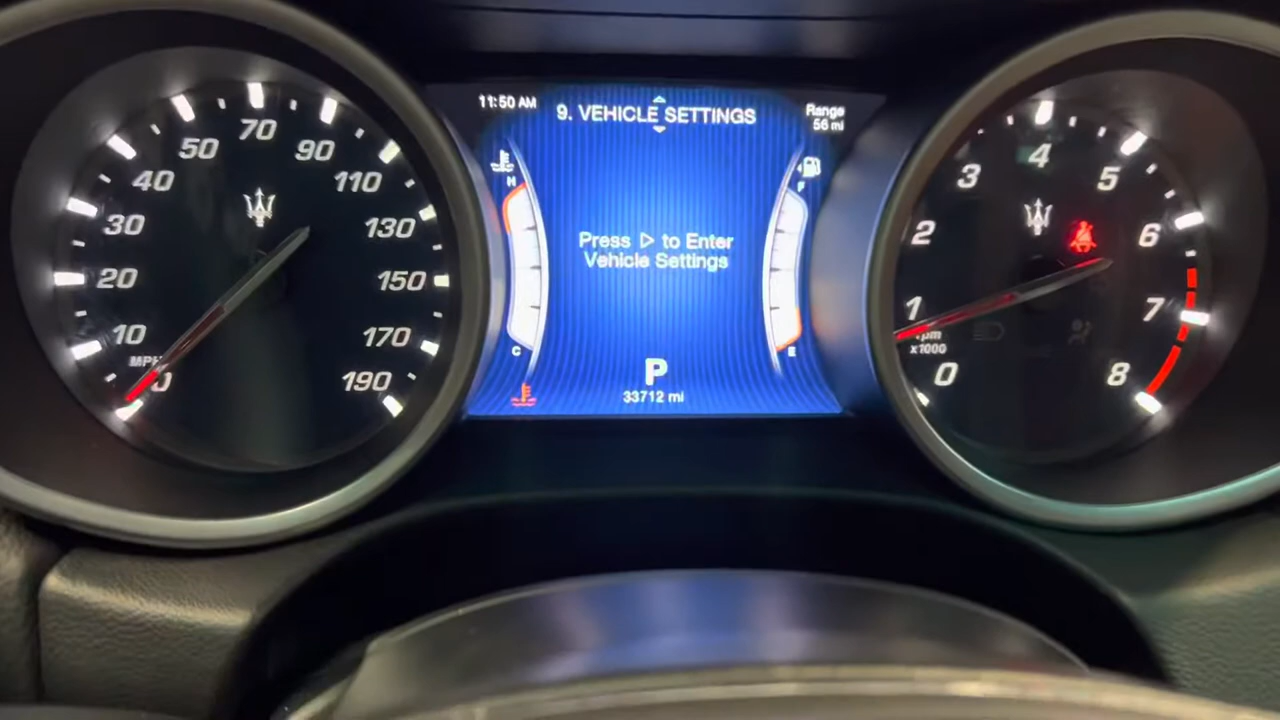 11:50 AM
9. VEHICLE SETTINGS
Range
56 mi
H
C
F
E
Press ▷ to Enter
Vehicle Settings
P
33712 mi
0
10
20
30
40
50
70
90
110
130
150
170
190
MPH
0
1
2
3
4
5
6
7
8
rpm
x1000